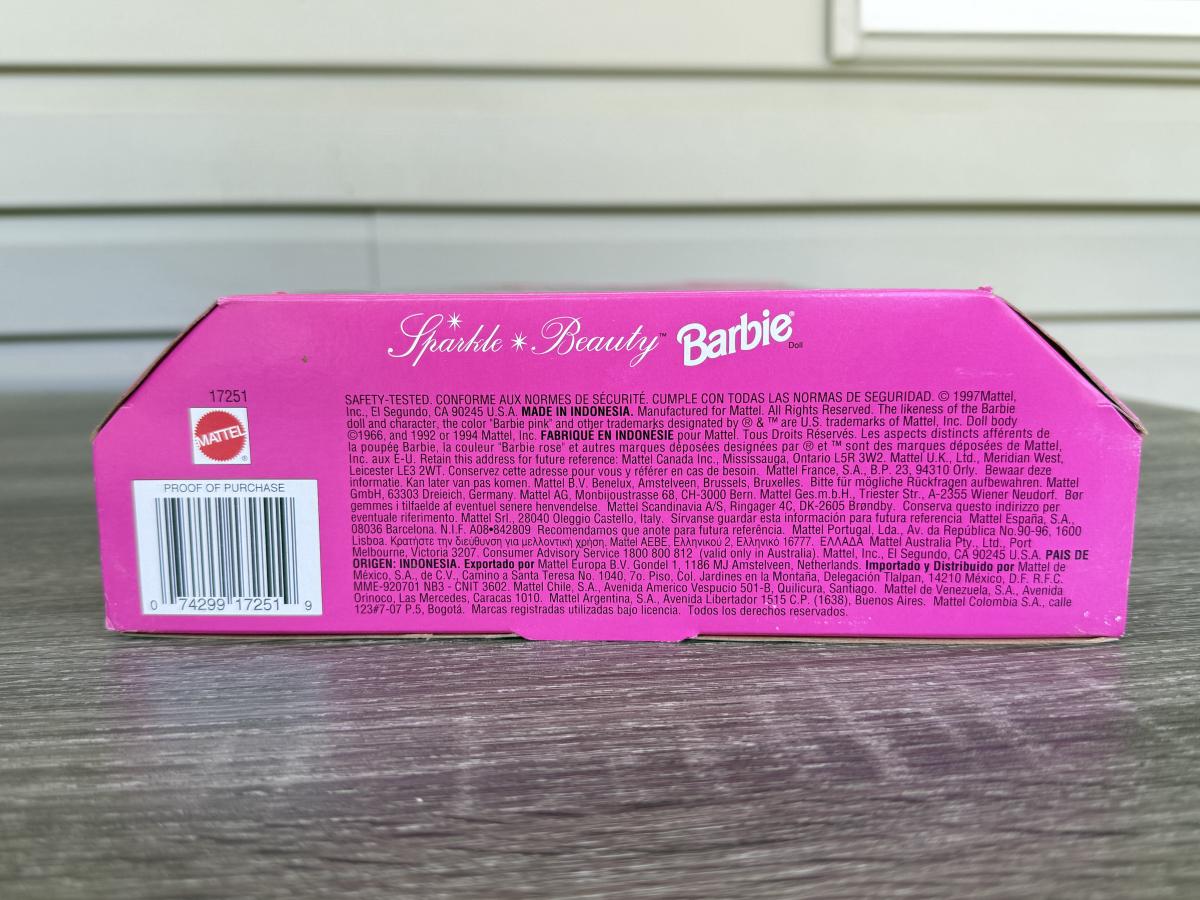 Sparkle Beauty™ Barbie® Doll
17251
MATTEL®
PROOF OF PURCHASE
0 74299 17251 9
SAFETY-TESTED. CONFORME AUX NORMES DE SÉCURITÉ. CUMPLE CON TODAS LAS NORMAS DE SEGURIDAD. © 1997Mattel,
Inc., El Segundo, CA 90245 U.S.A. MADE IN INDONESIA. Manufactured for Mattel. All Rights Reserved. The likeness of the Barbie
doll and character, the color "Barbie pink" and other trademarks designated by ® & ™ are U.S. trademarks of Mattel, Inc. Doll body
©1966, and 1992 or 1994 Mattel, Inc. FABRIQUÉ EN INDONÉSIE pour Mattel. Tous Droits Réservés. Les aspects distincts afférents de
la poupée Barbie, la couleur "Barbie rose" et autres marques déposées designées par ® et ™ sont des marques déposées de Mattel,
Inc. aux E-U. Retain this address for future reference: Mattel Canada Inc., Mississauga, Ontario L5R 3W2. Mattel U.K., Ltd., Meridian West,
Leicester LE3 2WT. Conservez cette adresse pour vous y référer en cas de besoin. Mattel France, S.A., B.P. 23, 94310 Orly. Bewaar deze
informatie. Kan later van pas komen. Mattel B.V. Benelux, Amstelveen, Brussels, Bruxelles. Bitte für mögliche Rückfragen aufbewahren. Mattel
GmbH, 63303 Dreieich, Germany. Mattel AG, Monbijoustrasse 68, CH-3000 Bern. Mattel Ges.m.b.H., Triester Str., A-2355 Wiener Neudorf. Bør
gemmes i tilfaelde af eventuel senere henvendelse. Mattel Scandinavia A/S, Ringager 4C, DK-2605 Brøndby. Conserva questo indirizzo per
eventuale riferimento. Mattel Srl., 28040 Oleggio Castello, Italy. Sírvanse guardar esta información para futura referencia Mattel España, S.A.,
08036 Barcelona. N.I.F. A08•842809 Recomendamos que anote para futura referência. Mattel Portugal, Lda., Av. da República No.90-96, 1600
Lisboa. Κρατήστε την διεύθυνση για μελλοντική χρήση. Mattel AEBE, Ελληνικού 2, Ελληνικό 16777. ΕΛΛΑΔΑ Mattel Australia Pty., Ltd., Port
Melbourne, Victoria 3207. Consumer Advisory Service 1800 800 812 (valid only in Australia). Mattel, Inc., El Segundo, CA 90245 U.S.A. PAIS DE
ORIGEN: INDONESIA. Exportado por Mattel Europa B.V. Gondel 1, 1186 MJ Amstelveen, Netherlands. Importado y Distribuido por Mattel de
México, S.A., de C.V., Camino a Santa Teresa No. 1040, 7o. Piso, Col. Jardines en la Montaña, Delegación Tlalpan, 14210 México, D.F. R.F.C.
MME-920701 NB3 - CNIT 3602. Mattel Chile, S.A., Avenida Americo Vespucio 501-B, Quilicura, Santiago. Mattel de Venezuela, S.A., Avenida
Orinoco, Las Mercedes, Caracas 1010. Mattel Argentina, S.A., Avenida Libertador 1515 C.P. (1638), Buenos Aires. Mattel Colombia S.A., calle
123#7-07 P.5, Bogotá. Marcas registradas utilizadas bajo licencia. Todos los derechos reservados.